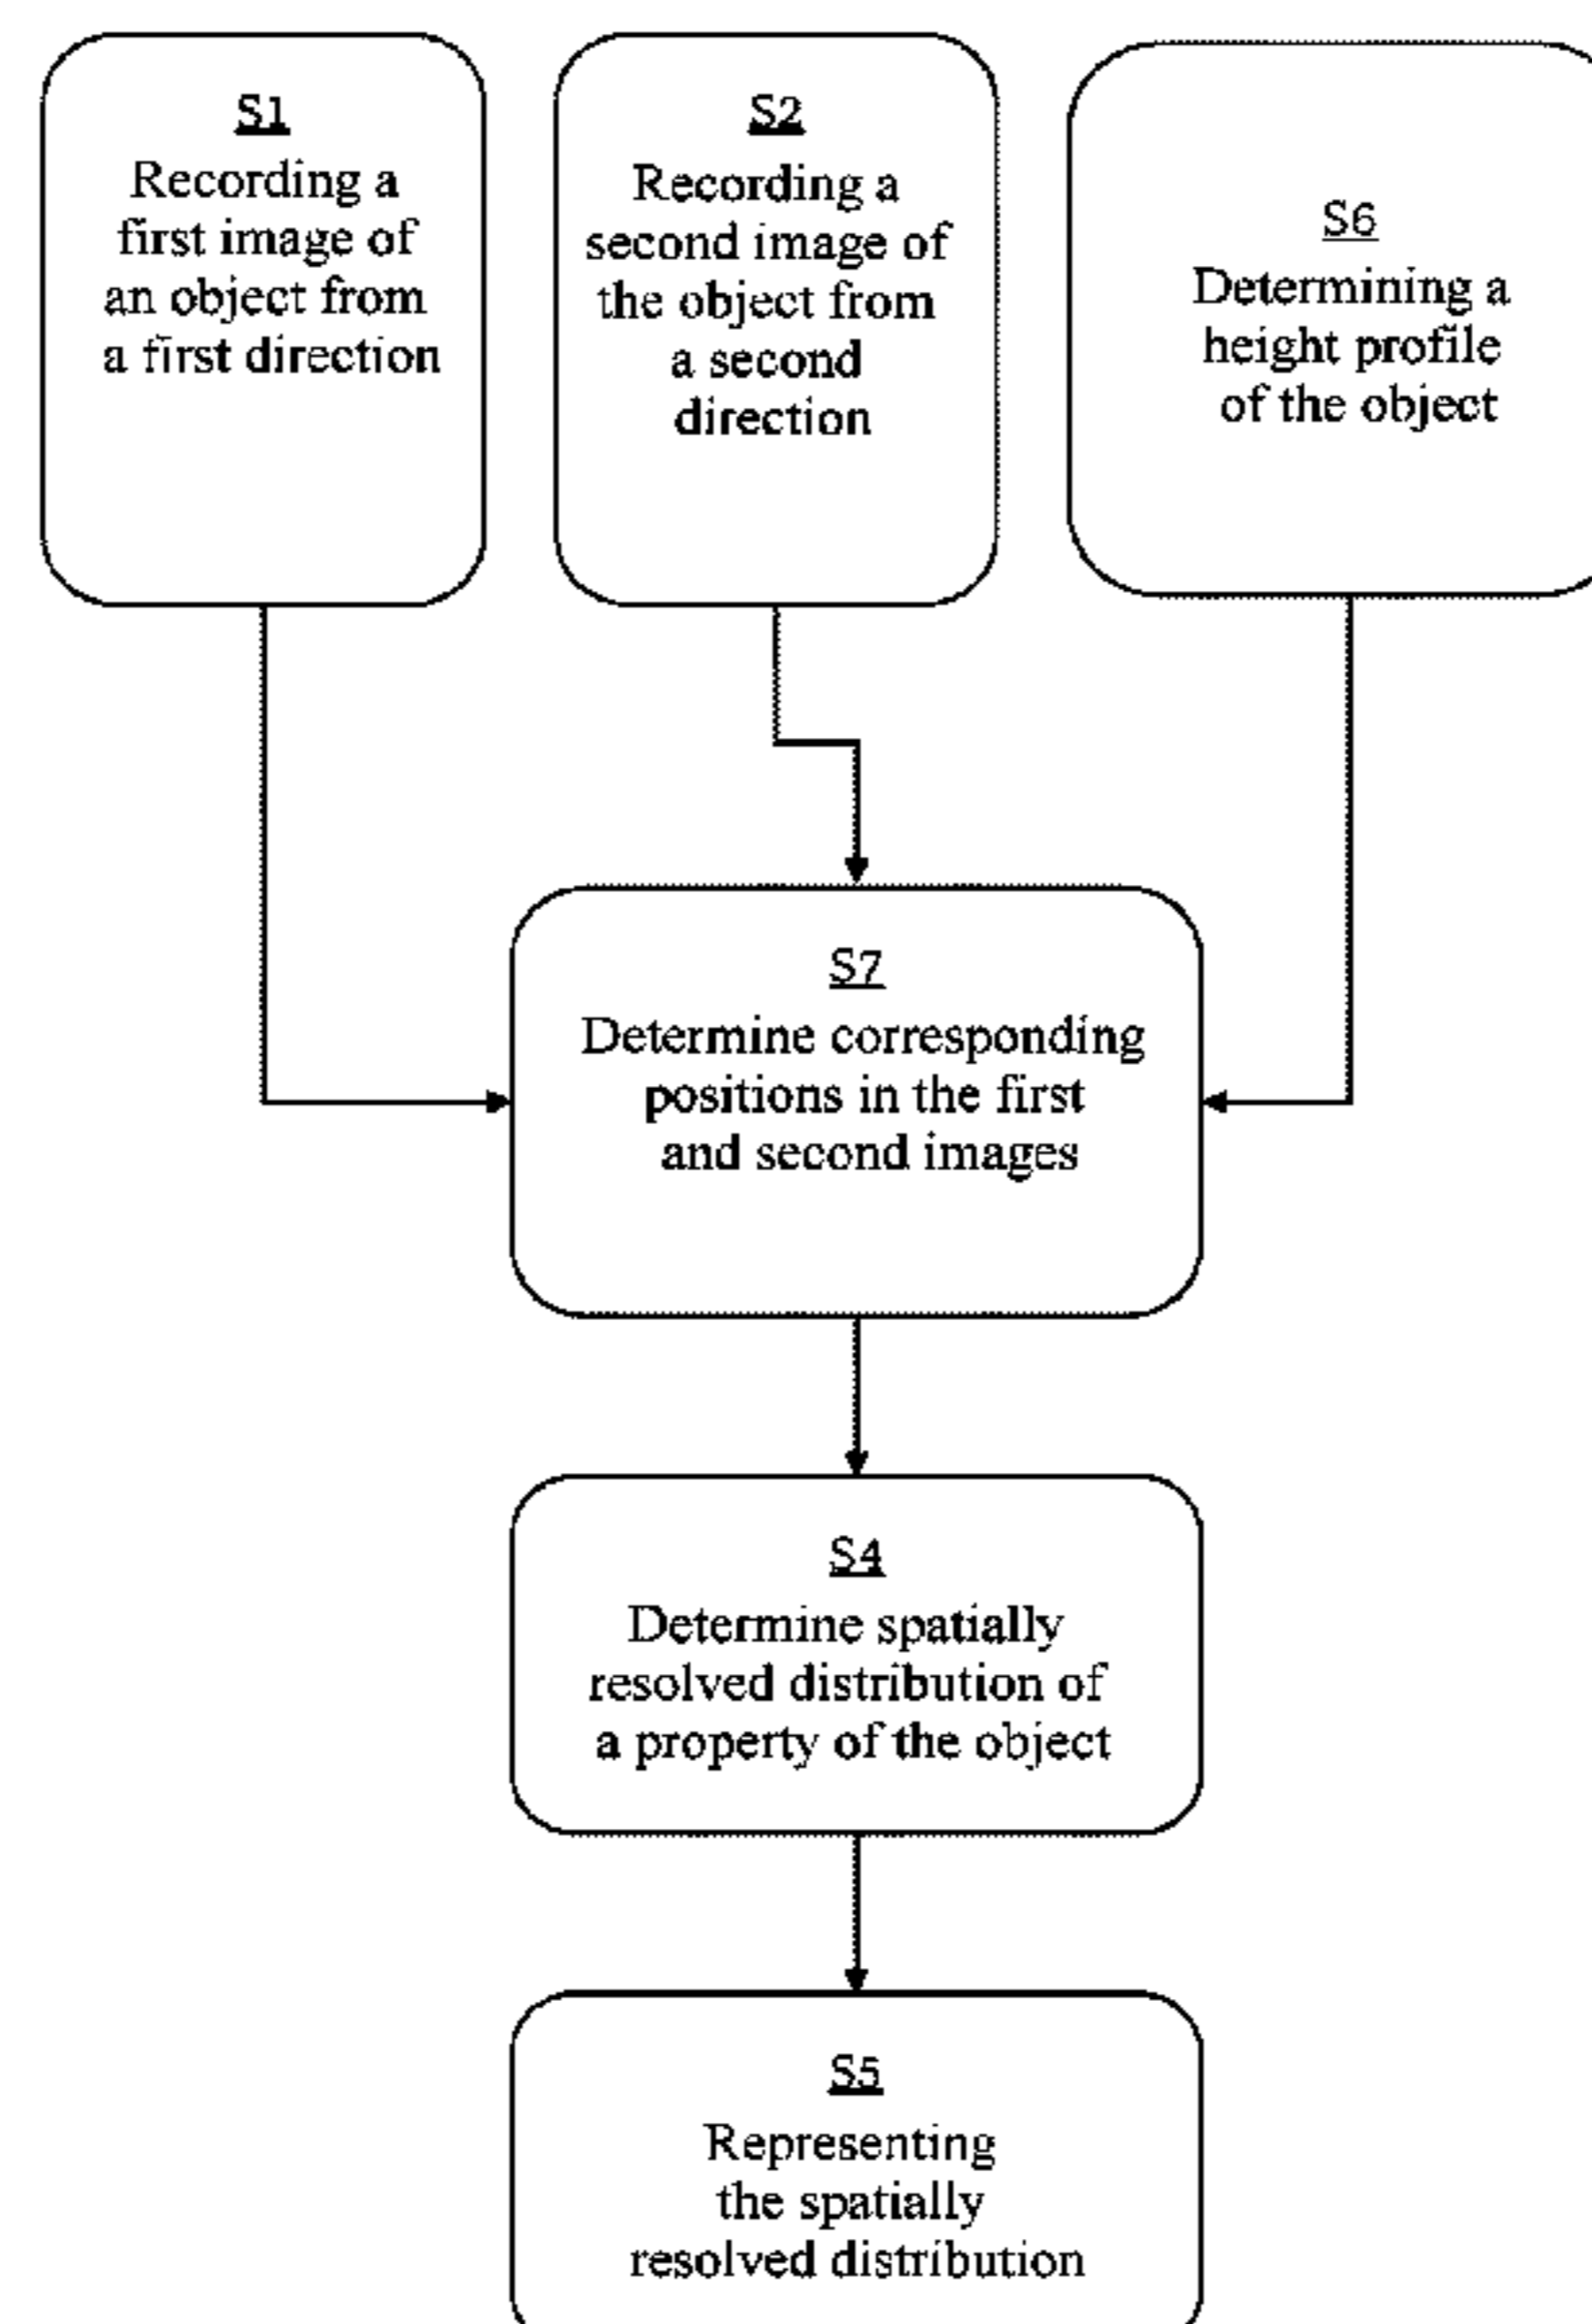 S1
Recording a
first image of
an object from
a first direction
S2
Recording a
second image of
the object from
a second
direction
S6
Determining a
height profile
of the object
S7
Determine corresponding
positions in the first
and second images
S4
Determine spatially
resolved distribution of
a property of the object
S5
Representing
the spatially
resolved distribution